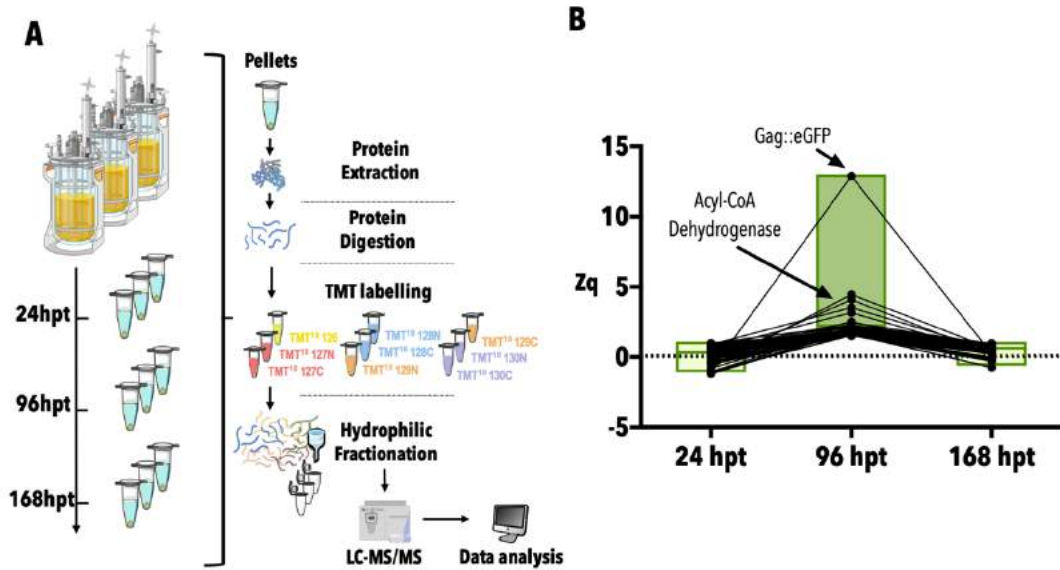 A
Pellets
Protein
Extraction
Protein
Digestion
TMT labelling
TMT¹⁰ 126
TMT¹⁰ 127N
TMT¹⁰ 127C
TMT¹⁰ 128N
TMT¹⁰ 128C
TMT¹⁰ 129N
TMT¹⁰ 129C
TMT¹⁰ 130N
TMT¹⁰ 130C
Hydrophilic
Fractionation
LC-MS/MS
Data analysis
24hpt
96hpt
168hpt
B
Gag::eGFP
Acyl-CoA
Dehydrogenase
Zq
15
10
5
0
-5
24 hpt
96 hpt
168 hpt